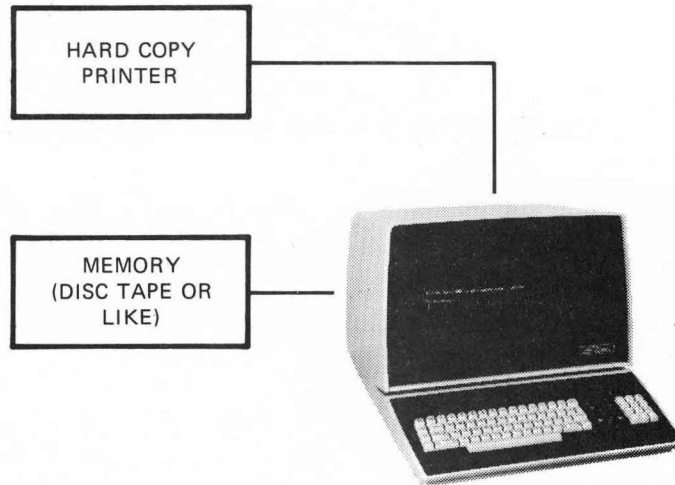 HARD COPY
PRINTER
MEMORY
(DISC TAPE OR
LIKE)